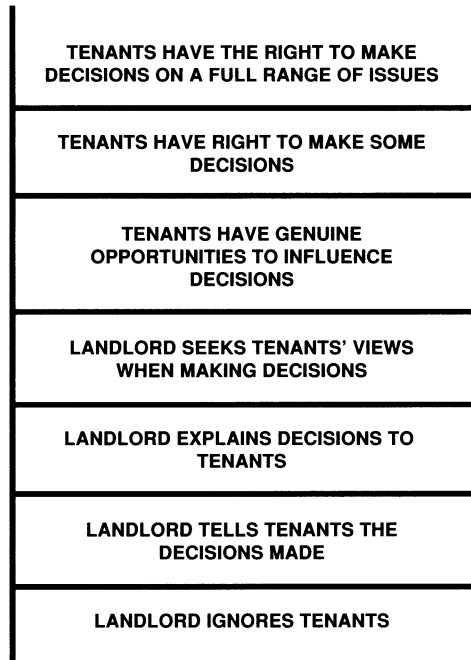 TENANTS HAVE THE RIGHT TO MAKE
DECISIONS ON A FULL RANGE OF ISSUES
TENANTS HAVE RIGHT TO MAKE SOME
DECISIONS
TENANTS HAVE GENUINE
OPPORTUNITIES TO INFLUENCE
DECISIONS
LANDLORD SEEKS TENANTS' VIEWS
WHEN MAKING DECISIONS
LANDLORD EXPLAINS DECISIONS TO
TENANTS
LANDLORD TELLS TENANTS THE
DECISIONS MADE
LANDLORD IGNORES TENANTS